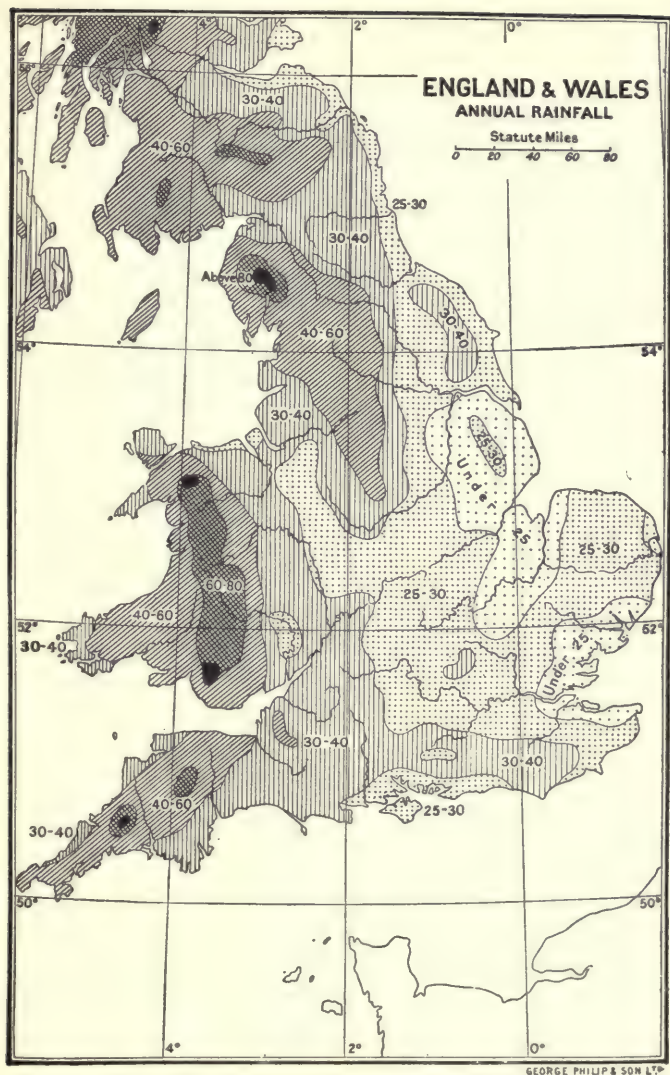 4° 2° 0°
ENGLAND & WALES
ANNUAL RAINFALL
Statute Miles
0 20 40 60 80
30-40
40-60
25-30
30-40
Above 80
30-40
40-60
54° 54°
30-40
25-30
Under 25
25-30
60-80
25-30
40-60
52° 52°
30-40
Under 25
30-40
30-40
40-60
25-30
30-40
50° 50°
4° 2° 0°
GEORGE PHILIP & SON LTD